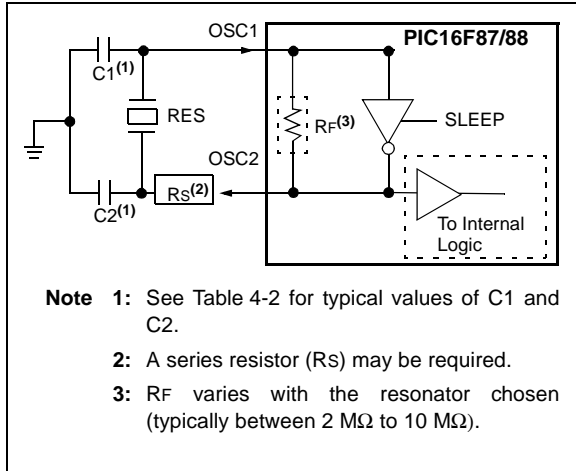 OSC1
PIC16F87/88
C1(1)
RES
RF(3)
SLEEP
OSC2
C2(1)
RS(2)
To Internal
Logic
Note 1: See Table 4-2 for typical values of C1 and
C2.
2: A series resistor (RS) may be required.
3: RF varies with the resonator chosen
(typically between 2 MΩ to 10 MΩ).